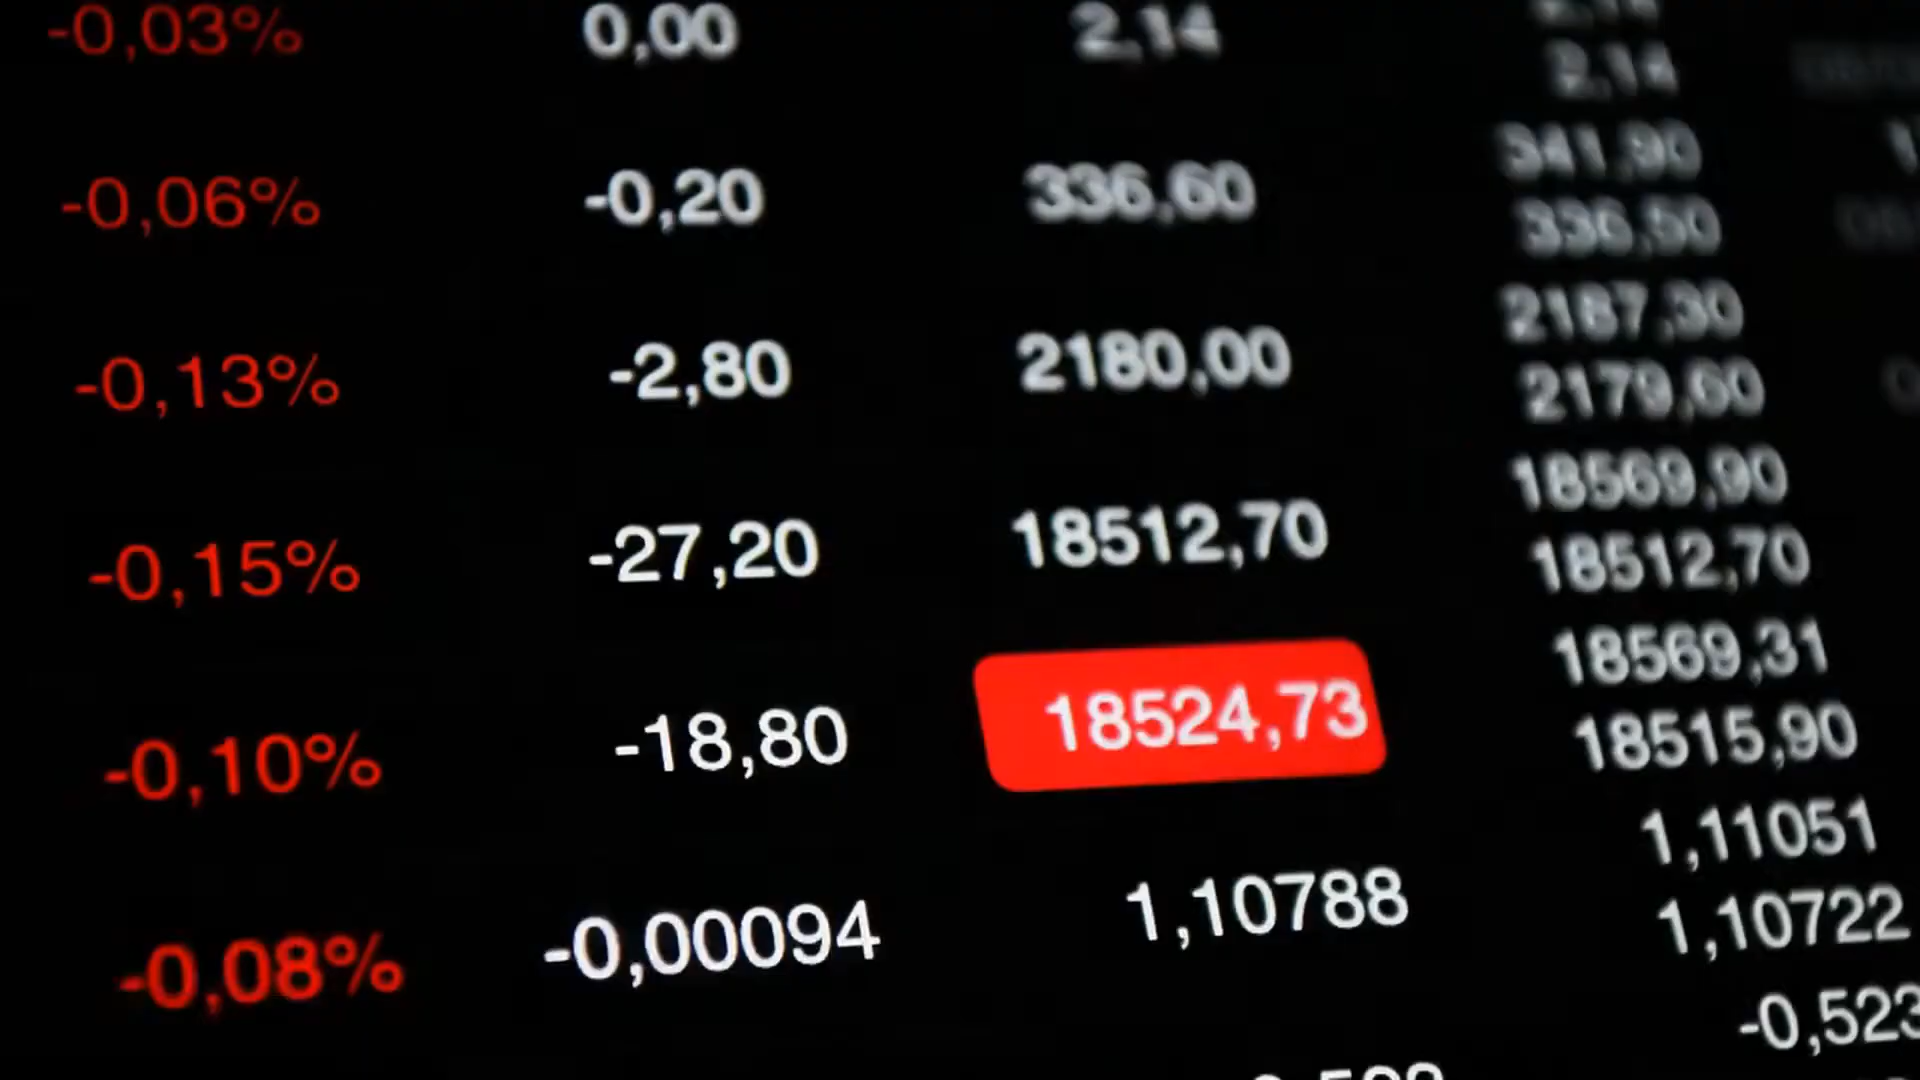 -0,03% 0,00 2,14
2,14
341,90
-0,06% -0,20 336,60
336,50
2187,30
-0,13% -2,80 2180,00
2179,60
18569,90
-0,15% -27,20 18512,70
18512,70
18569,31
-0,10% -18,80 18524,73
18515,90
1,11051
-0,08% -0,00094 1,10788
1,10722
-0,523